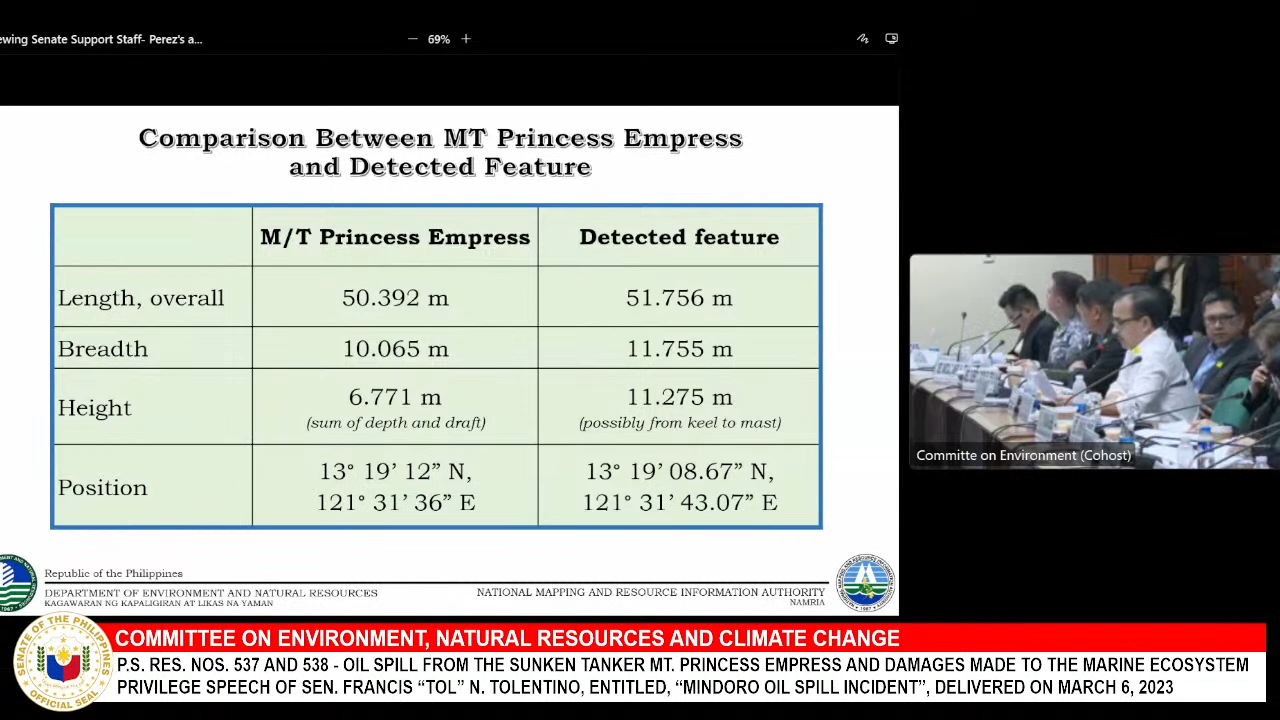 ewing Senate Support Staff- Perez's a...
69%
Comparison Between MT Princess Empress
and Detected Feature
M/T Princess Empress
Detected feature
Length, overall
50.392 m
51.756 m
Breadth
10.065 m
11.755 m
Height
6.771 m
(sum of depth and draft)
11.275 m
(possibly from keel to mast)
Position
13° 19’ 12” N,
121° 31’ 36” E
13° 19’ 08.67” N,
121° 31’ 43.07” E
Republic of the Philippines
DEPARTMENT OF ENVIRONMENT AND NATURAL RESOURCES
KAGAWARAN NG KAPALIGIRAN AT LIKAS NA YAMAN
NATIONAL MAPPING AND RESOURCE INFORMATION AUTHORITY
NAMRIA
Committe on Environment (Cohost)
SENATE OF THE PHILIPPINES
OFFICIAL SEAL
COMMITTEE ON ENVIRONMENT, NATURAL RESOURCES AND CLIMATE CHANGE
P.S. RES. NOS. 537 AND 538 - OIL SPILL FROM THE SUNKEN TANKER MT. PRINCESS EMPRESS AND DAMAGES MADE TO THE MARINE ECOSYSTEM
PRIVILEGE SPEECH OF SEN. FRANCIS “TOL” N. TOLENTINO, ENTITLED, “MINDORO OIL SPILL INCIDENT”, DELIVERED ON MARCH 6, 2023